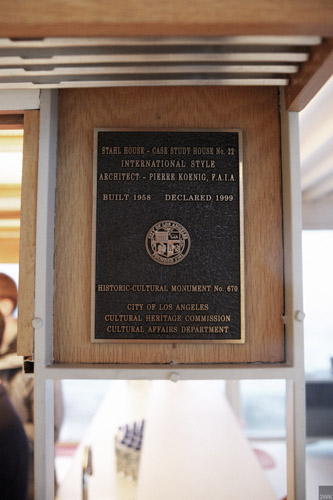 STAHL HOUSE - CASE STUDY HOUSE No. 22
INTERNATIONAL STYLE
ARCHITECT:- PIERRE KOENIG, F.A.I.A.
BUILT 1958 DECLARED 1999
HISTORIC-CULTURAL MONUMENT No. 670
CITY OF LOS ANGELES
CULTURAL HERITAGE COMMISSION
CULTURAL AFFAIRS DEPARTMENT